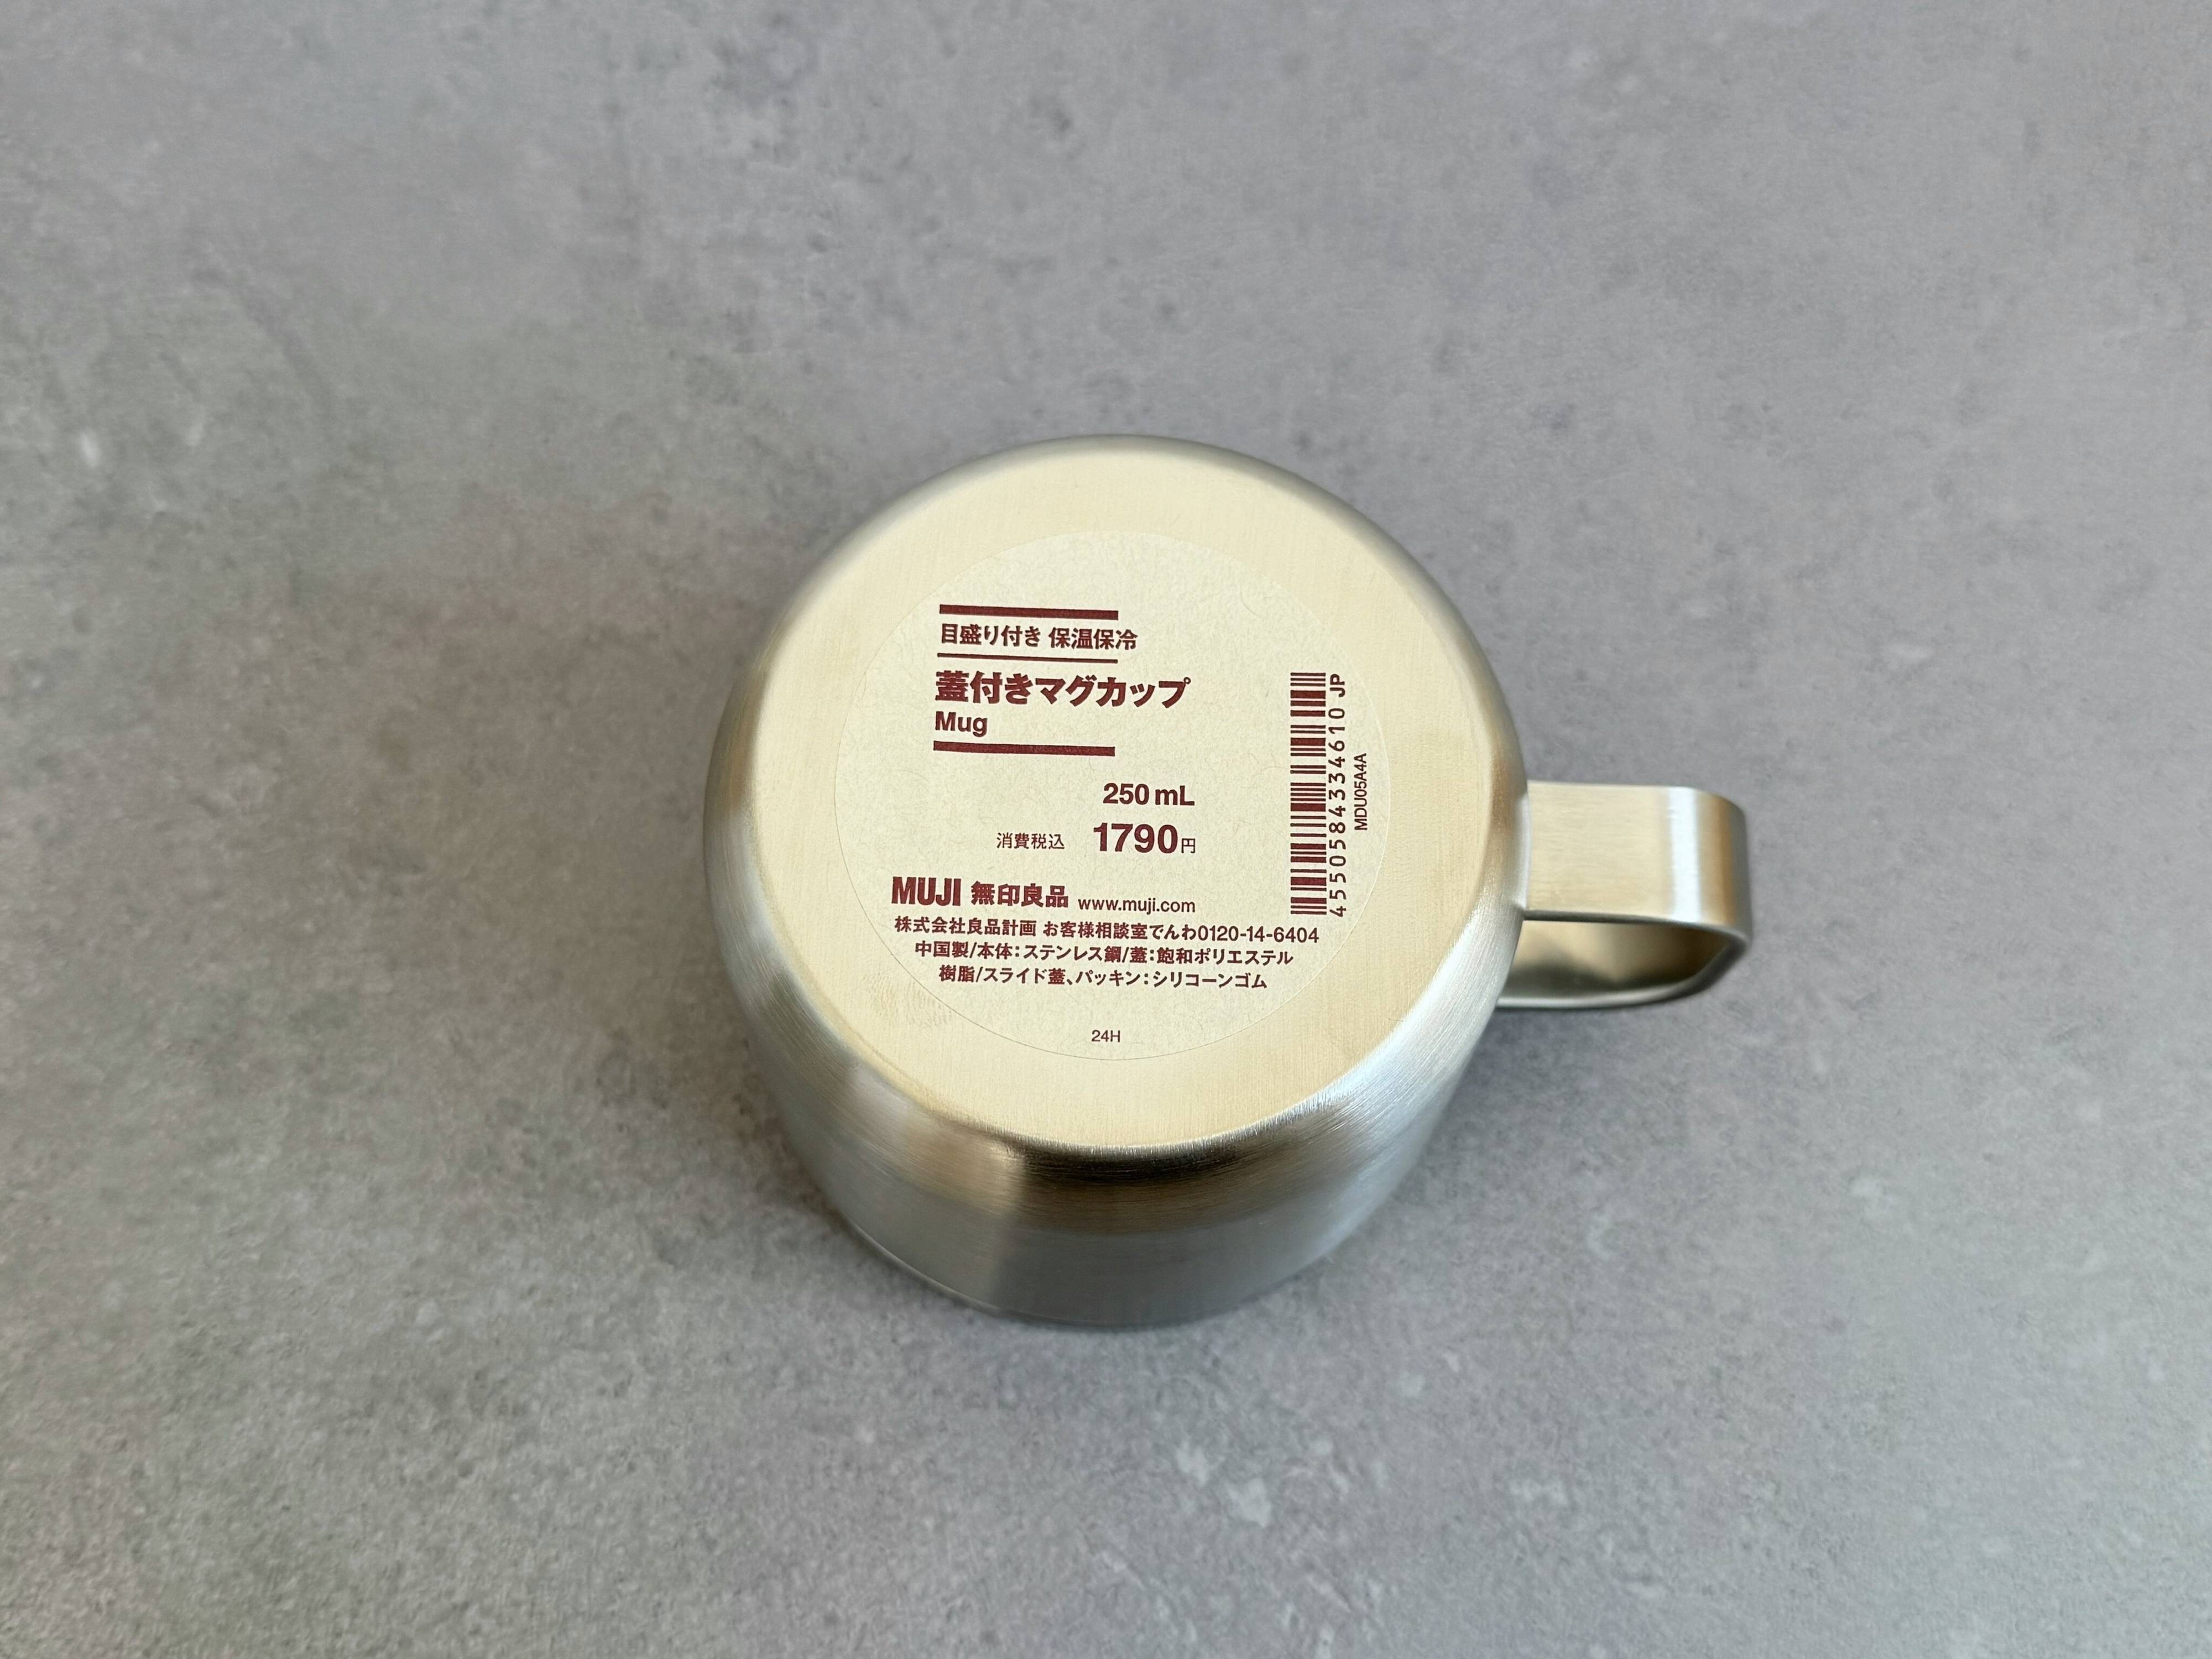 目盛り付き 保温保冷
蓋付きマグカップ
Mug
250 mL
消費税込 1790円
MUJI 無印良品 www.muji.com
株式会社良品計画 お客様相談室でんわ0120-14-6404
中国製/本体:ステンレス鋼/蓋:飽和ポリエステル
樹脂/スライド蓋、パッキン:シリコーンゴム
24H
4550584334610 JP
MDU05A4A